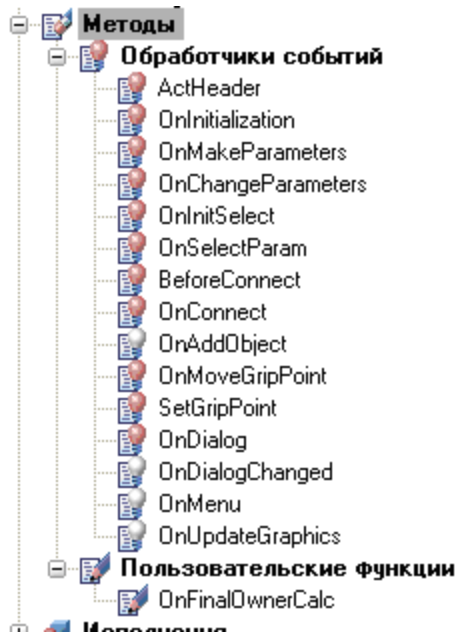 Методы
Обработчики событий
ActHeader
OnInitialization
OnMakeParameters
OnChangeParameters
OnInitSelect
OnSelectParam
BeforeConnect
OnConnect
OnAddObject
OnMoveGripPoint
SetGripPoint
OnDialog
OnDialogChanged
OnMenu
OnUpdateGraphics
Пользовательские функции
OnFinalOwnerCalc
Исполнения